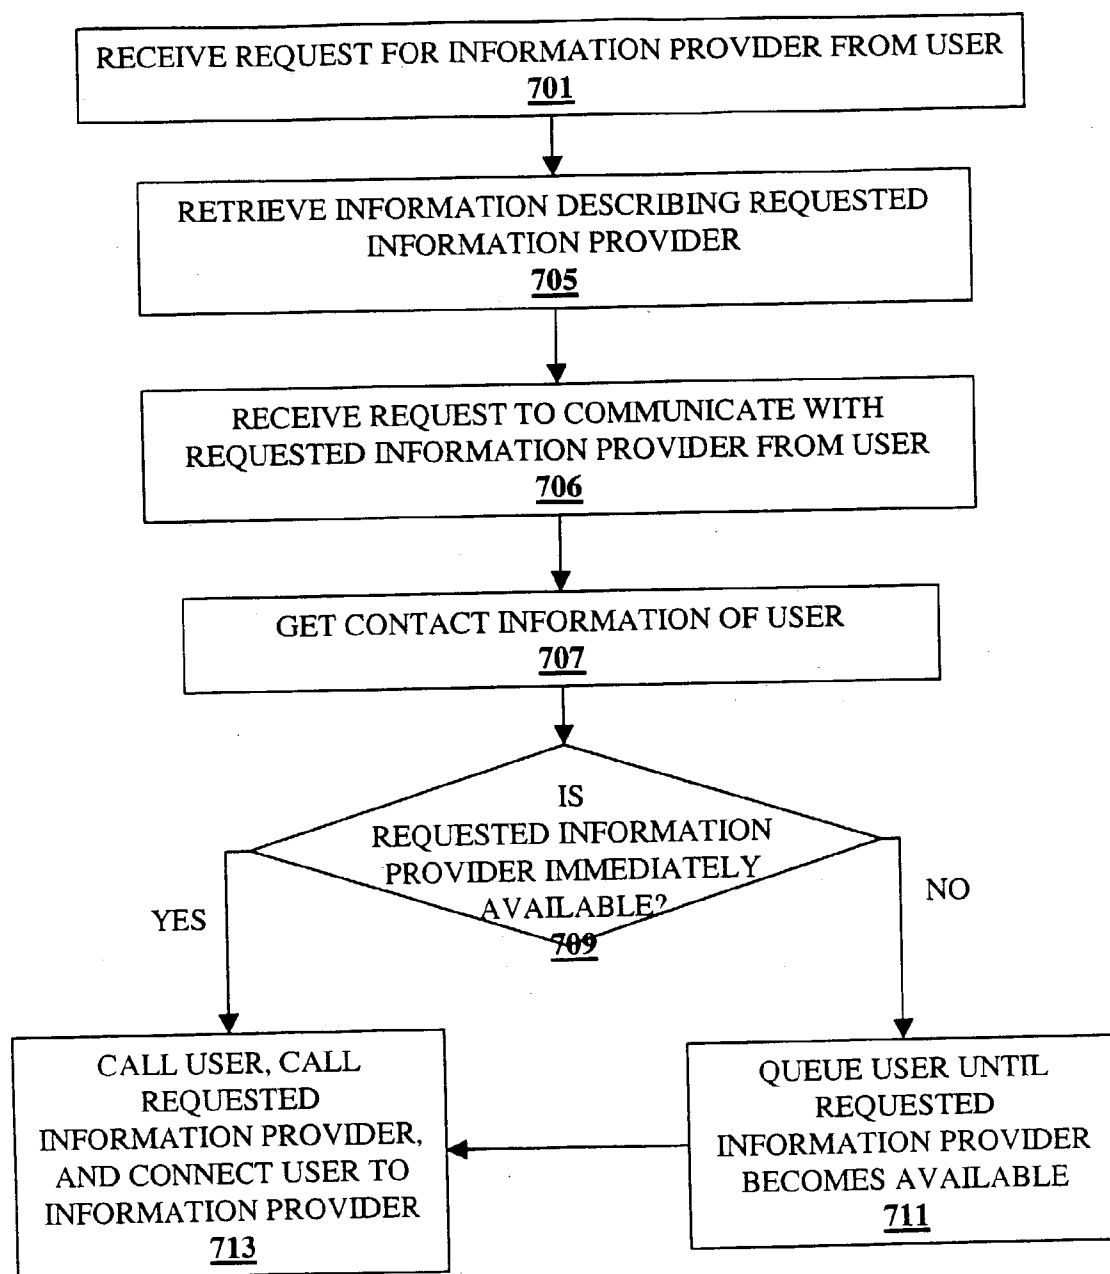 RECEIVE REQUEST FOR INFORMATION PROVIDER FROM USER
701
RETRIEVE INFORMATION DESCRIBING REQUESTED
INFORMATION PROVIDER
705
RECEIVE REQUEST TO COMMUNICATE WITH
REQUESTED INFORMATION PROVIDER FROM USER
706
GET CONTACT INFORMATION OF USER
707
IS
REQUESTED INFORMATION
PROVIDER IMMEDIATELY
AVAILABLE?
709
YES
NO
CALL USER, CALL
REQUESTED
INFORMATION PROVIDER,
AND CONNECT USER TO
INFORMATION PROVIDER
713
QUEUE USER UNTIL
REQUESTED
INFORMATION PROVIDER
BECOMES AVAILABLE
711